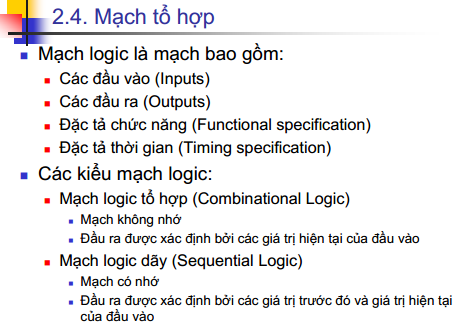 2.4. Mạch tổ hợp
Mạch logic là mạch bao gồm:
Các đầu vào (Inputs)
Các đầu ra (Outputs)
Đặc tả chức năng (Functional specification)
Đặc tả thời gian (Timing specification)
Các kiểu mạch logic:
Mạch logic tổ hợp (Combinational Logic)
Mạch không nhớ
Đầu ra được xác định bởi các giá trị hiện tại của đầu vào
Mạch logic dãy (Sequential Logic)
Mạch có nhớ
Đầu ra được xác định bởi các giá trị trước đó và giá trị hiện tại
của đầu vào